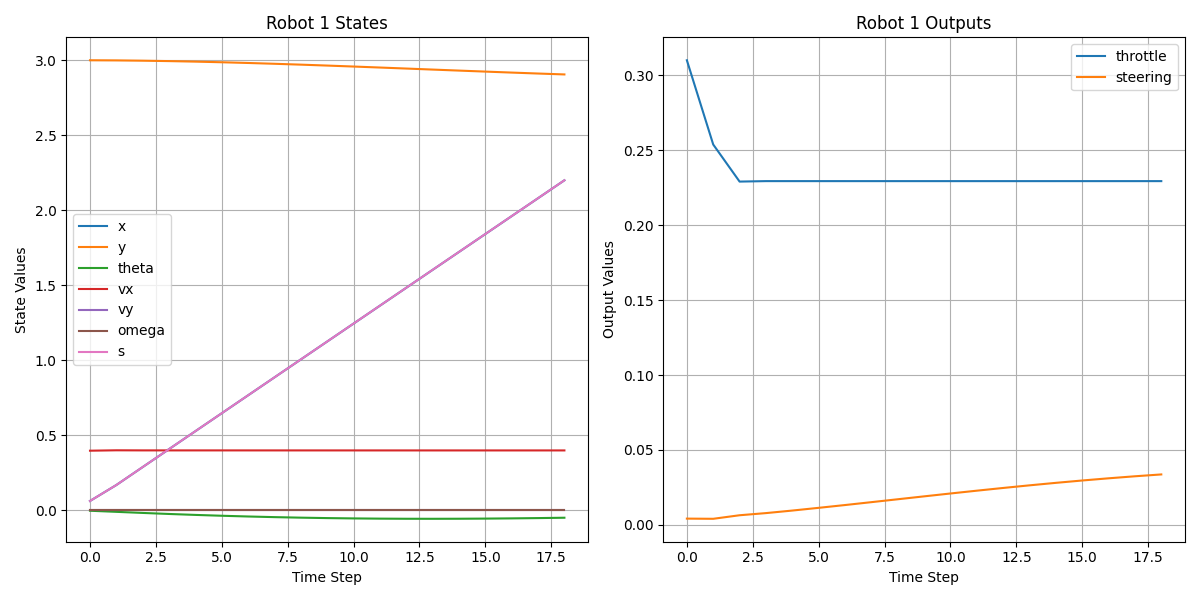 Robot 1 States
State Values
3.0
2.5
2.0
1.5
1.0
0.5
0.0
x
y
theta
vx
vy
omega
s
0.0 2.5 5.0 7.5 10.0 12.5 15.0 17.5
Time Step
Robot 1 Outputs
Output Values
0.30
0.25
0.20
0.15
0.10
0.05
0.00
throttle
steering
0.0 2.5 5.0 7.5 10.0 12.5 15.0 17.5
Time Step